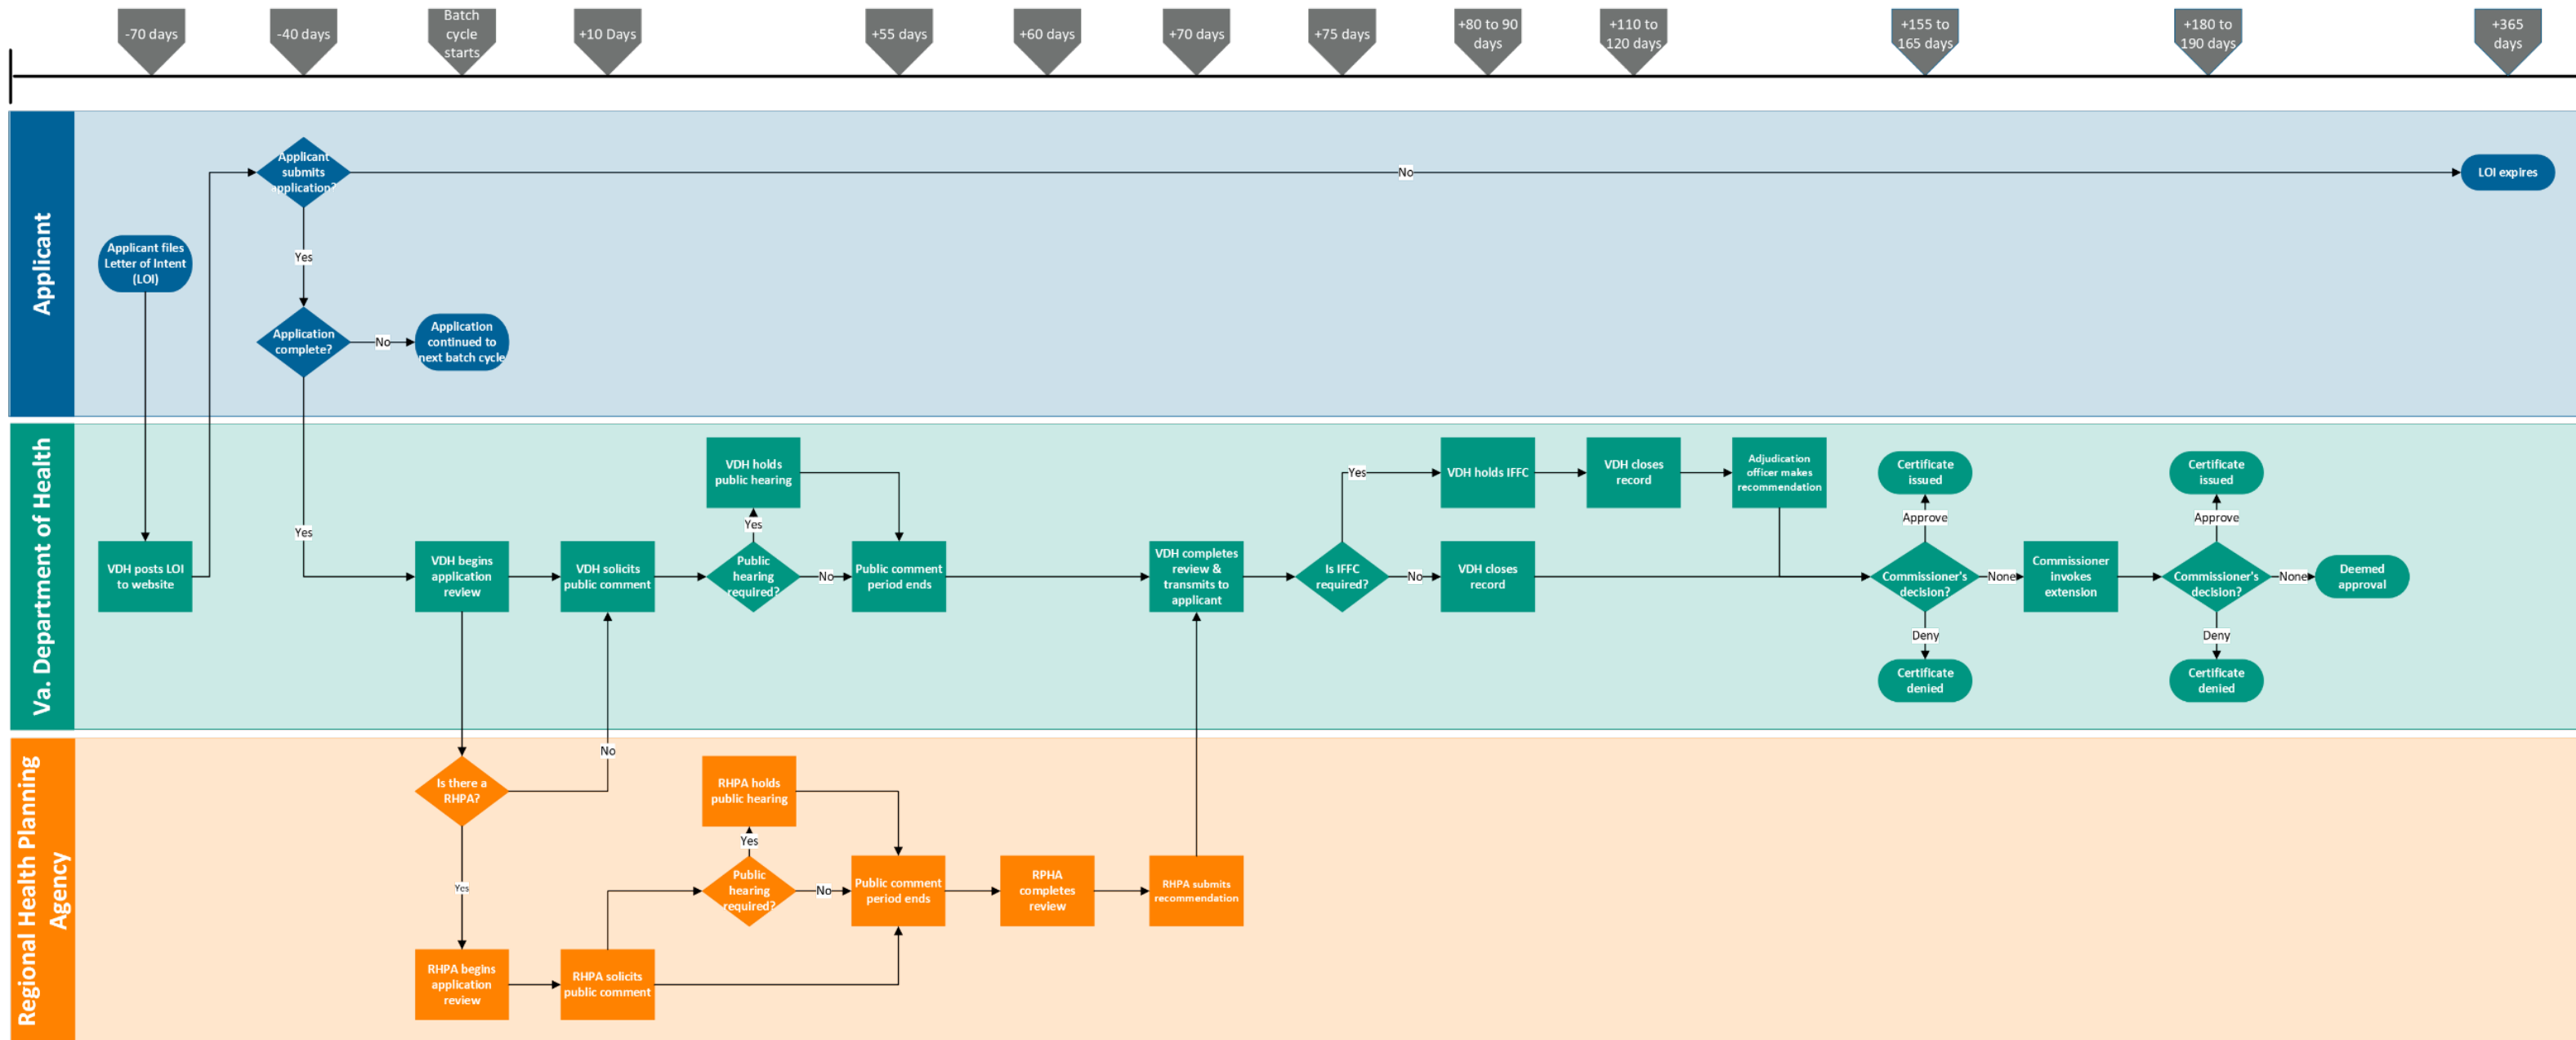 -70 days
-40 days
Batch
cycle
starts
+10 Days
+55 days
+60 days
+70 days
+75 days
+80 to 90
days
+110 to
120 days
+155 to
165 days
+180 to
190 days
+365
days
Applicant
Applicant files
Letter of Intent
(LOI)
Applicant
submits
application?
No
LOI expires
Yes
Application
complete?
No
Application
continued to
next batch cycle
Yes
Va. Department of Health
VDH posts LOI
to website
VDH begins
application
review
VDH solicits
public comment
Public
hearing
required?
Yes
VDH holds
public hearing
No
Public comment
period ends
VDH completes
review &
transmits to
applicant
Is IFFC
required?
Yes
VDH holds IFFC
VDH closes
record
Adjudication
officer makes
recommendation
No
VDH closes
record
Commissioner's
decision?
Approve
Certificate
issued
Deny
Certificate
denied
None
Commissioner
invokes
extension
Commissioner's
decision?
Approve
Certificate
issued
Deny
Certificate
denied
None
Deemed
approval
Regional Health Planning
Agency
Is there a
RHPA?
No
Yes
RHPA begins
application
review
RHPA solicits
public comment
Public
hearing
required?
Yes
RHPA holds
public hearing
No
Public comment
period ends
RPHA
completes
review
RHPA submits
recommendation